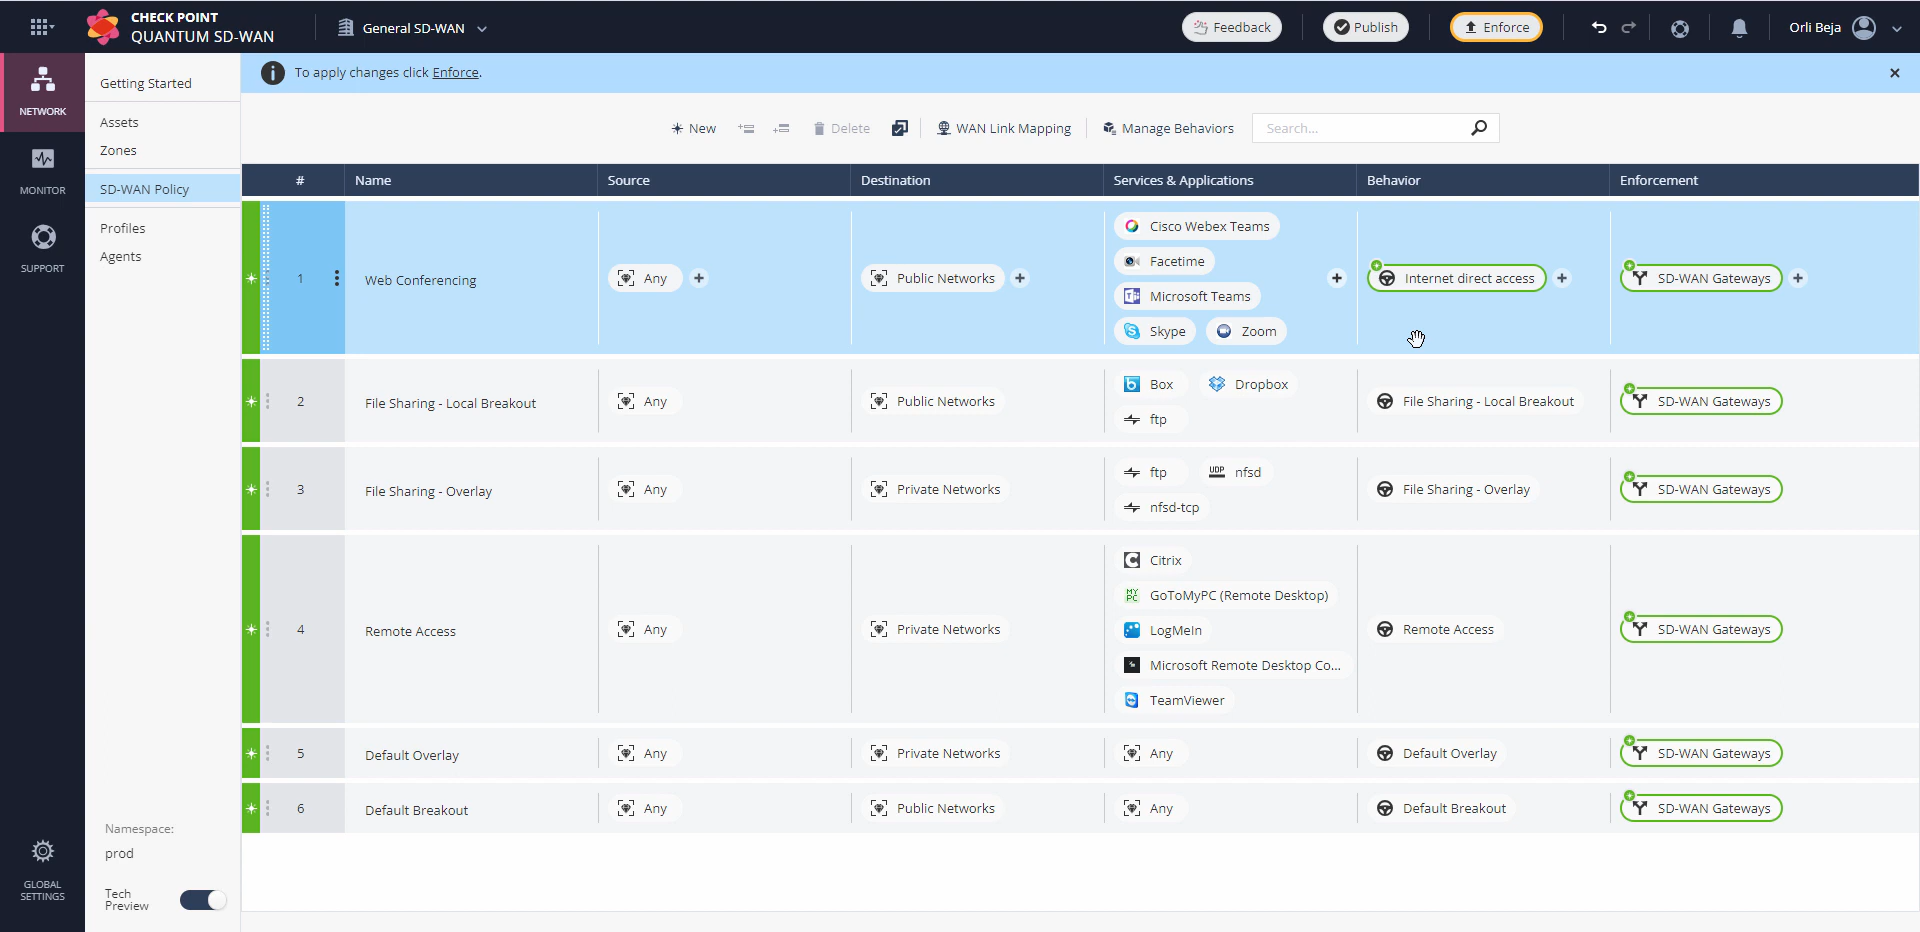 CHECK POINT
QUANTUM SD-WAN
General SD-WAN
Feedback
Publish
Enforce
Orli Beja
NETWORK
MONITOR
SUPPORT
GLOBAL
SETTINGS
Getting Started
Assets
Zones
SD-WAN Policy
Profiles
Agents
Namespace:
prod
Tech
Preview
To apply changes click Enforce.
New Delete WAN Link Mapping Manage Behaviors Search...
# Name Source Destination Services & Applications Behavior Enforcement
1 Web Conferencing Any Public Networks
Cisco Webex Teams
Facetime
Microsoft Teams
Skype Zoom
Internet direct access SD-WAN Gateways
2 File Sharing - Local Breakout Any Public Networks
Box Dropbox
ftp
File Sharing - Local Breakout SD-WAN Gateways
3 File Sharing - Overlay Any Private Networks
ftp UDP nfsd
nfsd-tcp
File Sharing - Overlay SD-WAN Gateways
4 Remote Access Any Private Networks
Citrix
MY PC GoToMyPC (Remote Desktop)
LogMeIn
Microsoft Remote Desktop Co...
TeamViewer
Remote Access SD-WAN Gateways
5 Default Overlay Any Private Networks Any Default Overlay SD-WAN Gateways
6 Default Breakout Any Public Networks Any Default Breakout SD-WAN Gateways